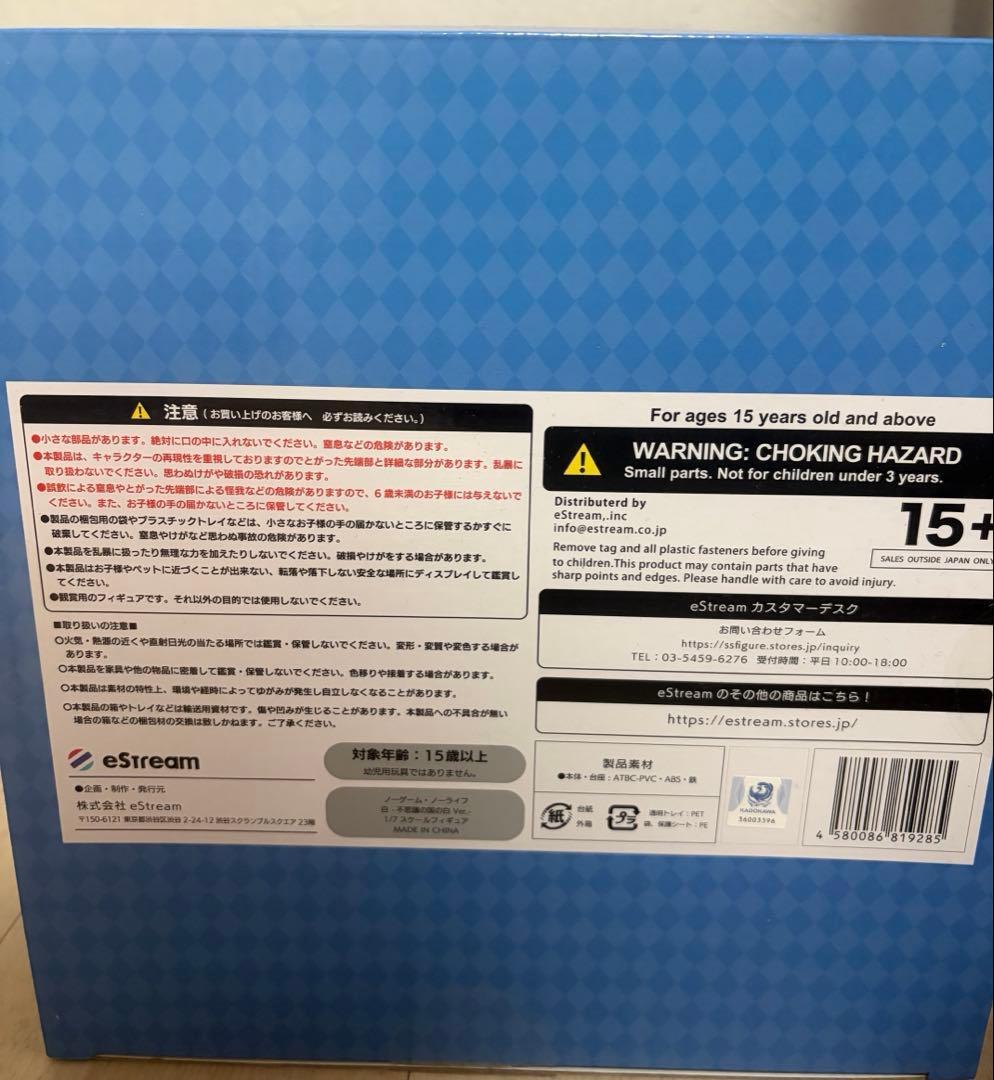 注意(お買い上げのお客様へ 必ずお読みください。)
●小さな部品があります。絶対に口の中に入れないでください。窒息などの危険があります。
●本製品は、キャラクターの再現性を重視しておりますのでとがった先端部と詳細な部分があります。乱暴に
取り扱わないでください。思わぬけがや破損の恐れがあります。
●誤飲による窒息やとがった先端部による怪我などの危険がありますので、6歳未満のお子様には与えないで
ください。また、お子様の手の届かないところに保管してください。
●製品の梱包用の袋やプラスチックトレイなどは、小さなお子様の手の届かないところに保管するかすぐに
破棄してください。窒息やけがなど思わぬ事故の危険があります。
●本製品を乱暴に扱ったり無理な力を加えたりしないでください。破損やけがをする場合があります。
●本製品はお子様やペットに近づくことが出来ない、転落や落下しない安全な場所にディスプレイして鑑賞し
てください。
●観賞用のフィギュアです。それ以外の目的では使用しないでください。
■取り扱いの注意■
○火気・熱源の近くや直射日光の当たる場所では鑑賞・保管しないでください。変形・変質や変色する場合が
あります。
○本製品を家具や他の物品に密着して鑑賞・保管しないでください。色移りや接着する場合があります。
○本製品は素材の特性上、環境や経時によってゆがみが発生し自立しなくなることがあります。
○本製品の箱やトレイなどは輸送用資材です。傷や凹みが生じることがあります。本製品への不具合が無い
場合の箱などの梱包材の交換は致しかねます。ご了承ください。
eStream
●企画・制作・発行元
株式会社 eStream
〒150-6121 東京都渋谷区渋谷 2-24-12 渋谷スクランブルスクエア 23階
対象年齢:15歳以上
幼児用玩具ではありません。
ノーゲーム・ノーライフ
白 -不思議の国の白 Ver.-
1/7 スケールフィギュア
MADE IN CHINA
For ages 15 years old and above
WARNING: CHOKING HAZARD
Small parts. Not for children under 3 years.
Distributerd by
eStream,.inc
info@estream.co.jp
15+
SALES OUTSIDE JAPAN ONLY
Remove tag and all plastic fasteners before giving
to children.This product may contain parts that have
sharp points and edges. Please handle with care to avoid injury.
eStream カスタマーデスク
お問い合わせフォーム
https://ssfigure.stores.jp/inquiry
TEL:03-5459-6276 受付時間:平日 10:00-18:00
eStream のその他の商品はこちら!
https://estream.stores.jp/
製品素材
●本体・台座:ATBC-PVC・ABS・鉄
紙 台紙
外箱
プラ 透明トレイ:PET
袋、保護シート:PE
KADOKAWA
36003396
4 580086 819285